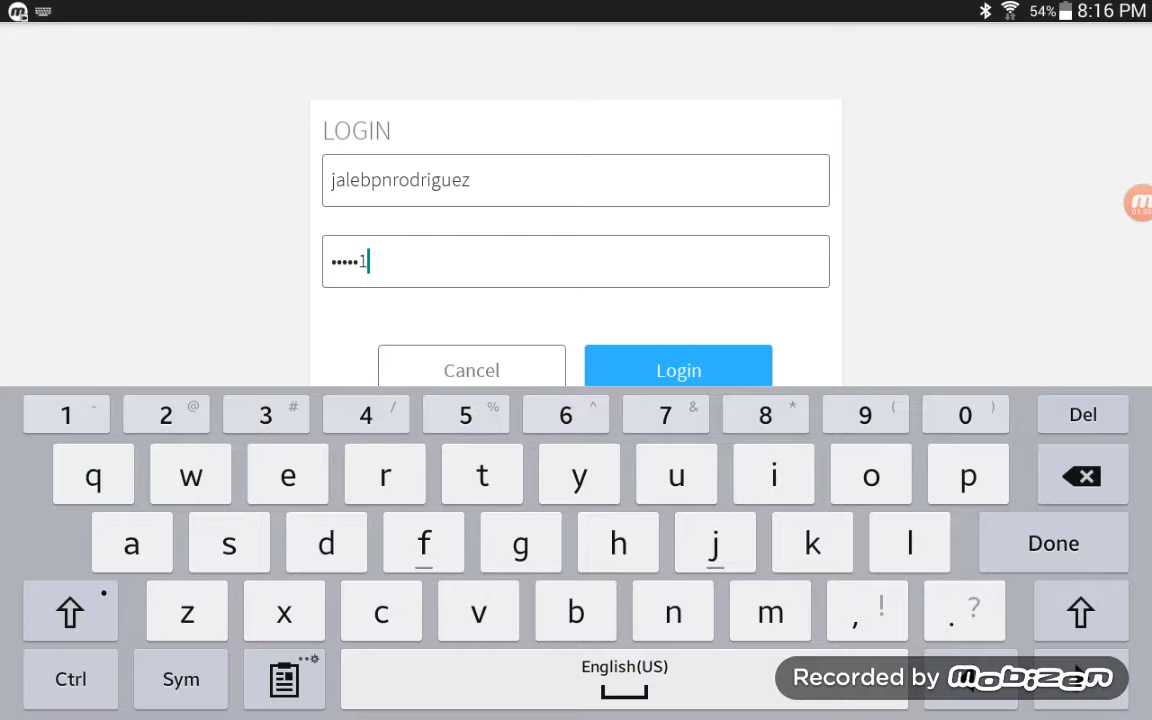 54% 8:16 PM
LOGIN
jalebpnrodriguez
•••••1
Cancel Login
1 - 2 @ 3 # 4 / 5 % 6 ^ 7 & 8 * 9 ( 0 ) Del
q w e r t y u i o p
a s d f g h j k l Done
z x c v b n m , ! . ?
Ctrl Sym English(US)
Recorded by mobizen